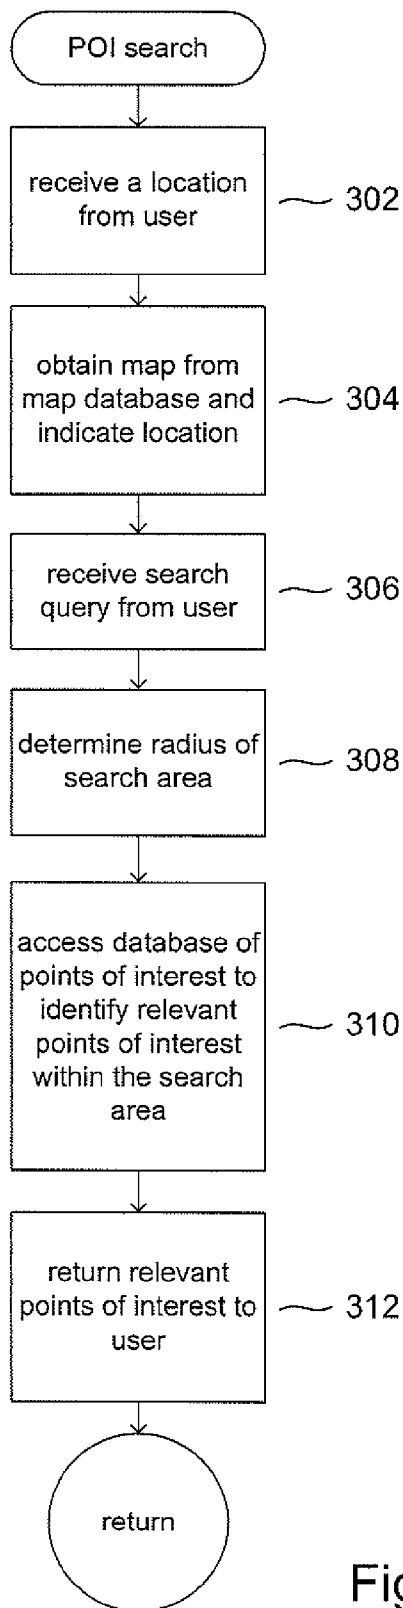 POI search
receive a location
from user
302
obtain map from
map database and
indicate location
304
receive search
query from user
306
determine radius of
search area
308
access database of
points of interest to
identify relevant
points of interest
within the search
area
310
return relevant
points of interest to
user
312
return